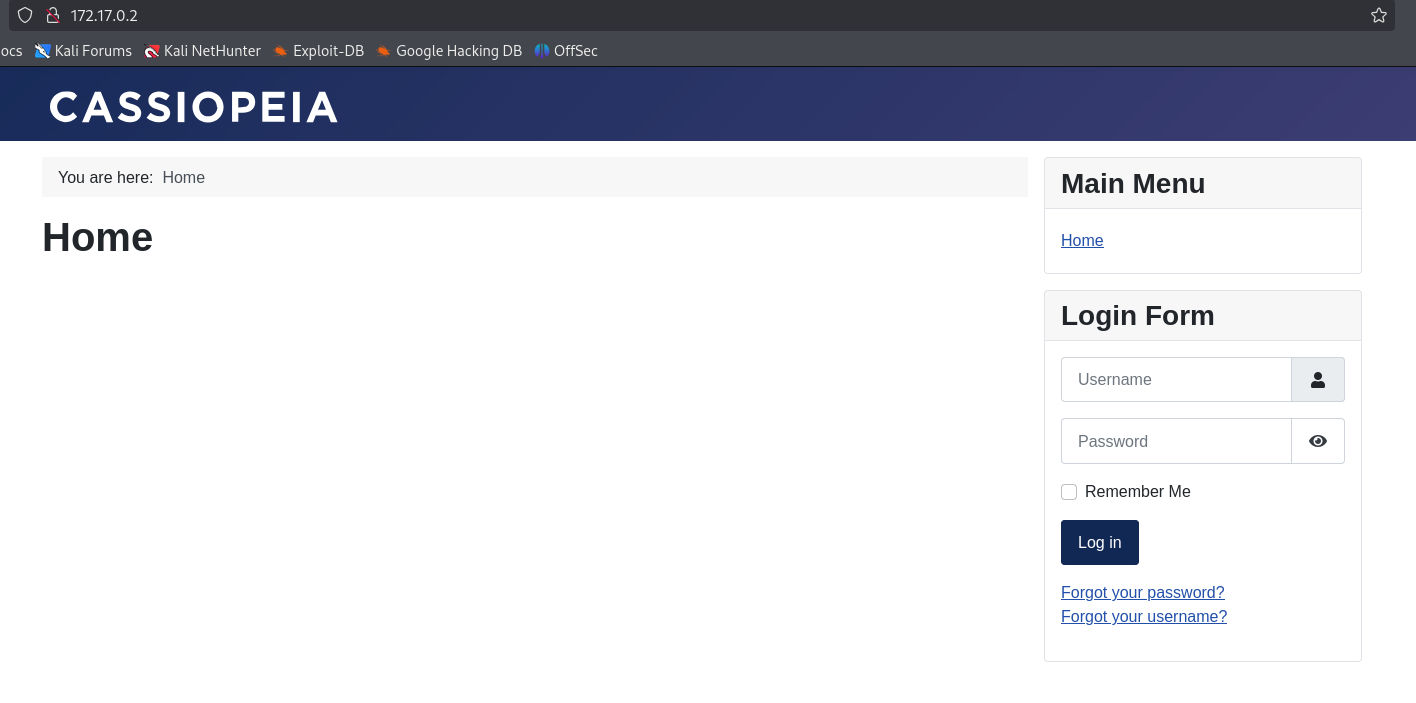 172.17.0.2
ocs Kali Forums Kali NetHunter Exploit-DB Google Hacking DB OffSec
CASSIOPEIA
You are here: Home
Home
Main Menu
Home
Login Form
Username
Password
Remember Me
Log in
Forgot your password?
Forgot your username?